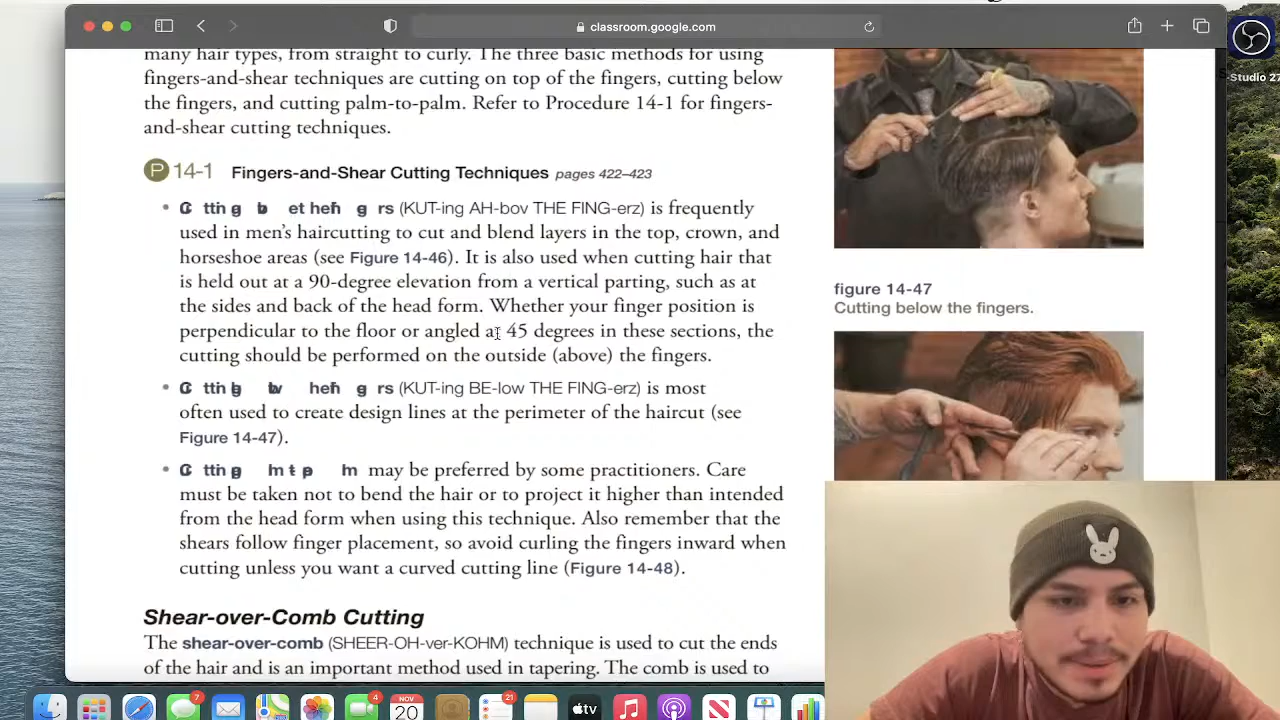 classroom.google.com
many hair types, from straight to curly. The three basic methods for using
fingers-and-shear techniques are cutting on top of the fingers, cutting below
the fingers, and cutting palm-to-palm. Refer to Procedure 14-1 for fingers-
and-shear cutting techniques.
P 14-1 Fingers-and-Shear Cutting Techniques pages 422–423
(KUT-ing AH-bov THE FING-erz) is frequently
used in men's haircutting to cut and blend layers in the top, crown, and
horseshoe areas (see Figure 14-46). It is also used when cutting hair that
is held out at a 90-degree elevation from a vertical parting, such as at
the sides and back of the head form. Whether your finger position is
perpendicular to the floor or angled at 45 degrees in these sections, the
cutting should be performed on the outside (above) the fingers.
(KUT-ing BE-low THE FING-erz) is most
often used to create design lines at the perimeter of the haircut (see
Figure 14-47).
may be preferred by some practitioners. Care
must be taken not to bend the hair or to project it higher than intended
from the head form when using this technique. Also remember that the
shears follow finger placement, so avoid curling the fingers inward when
cutting unless you want a curved cutting line (Figure 14-48).
Shear-over-Comb Cutting
The shear-over-comb (SHEER-OH-ver-KOHM) technique is used to cut the ends
of the hair and is an important method used in tapering. The comb is used to
figure 14-47
Cutting below the fingers.
-Studio 27
7
4
NOV
20
21
tv